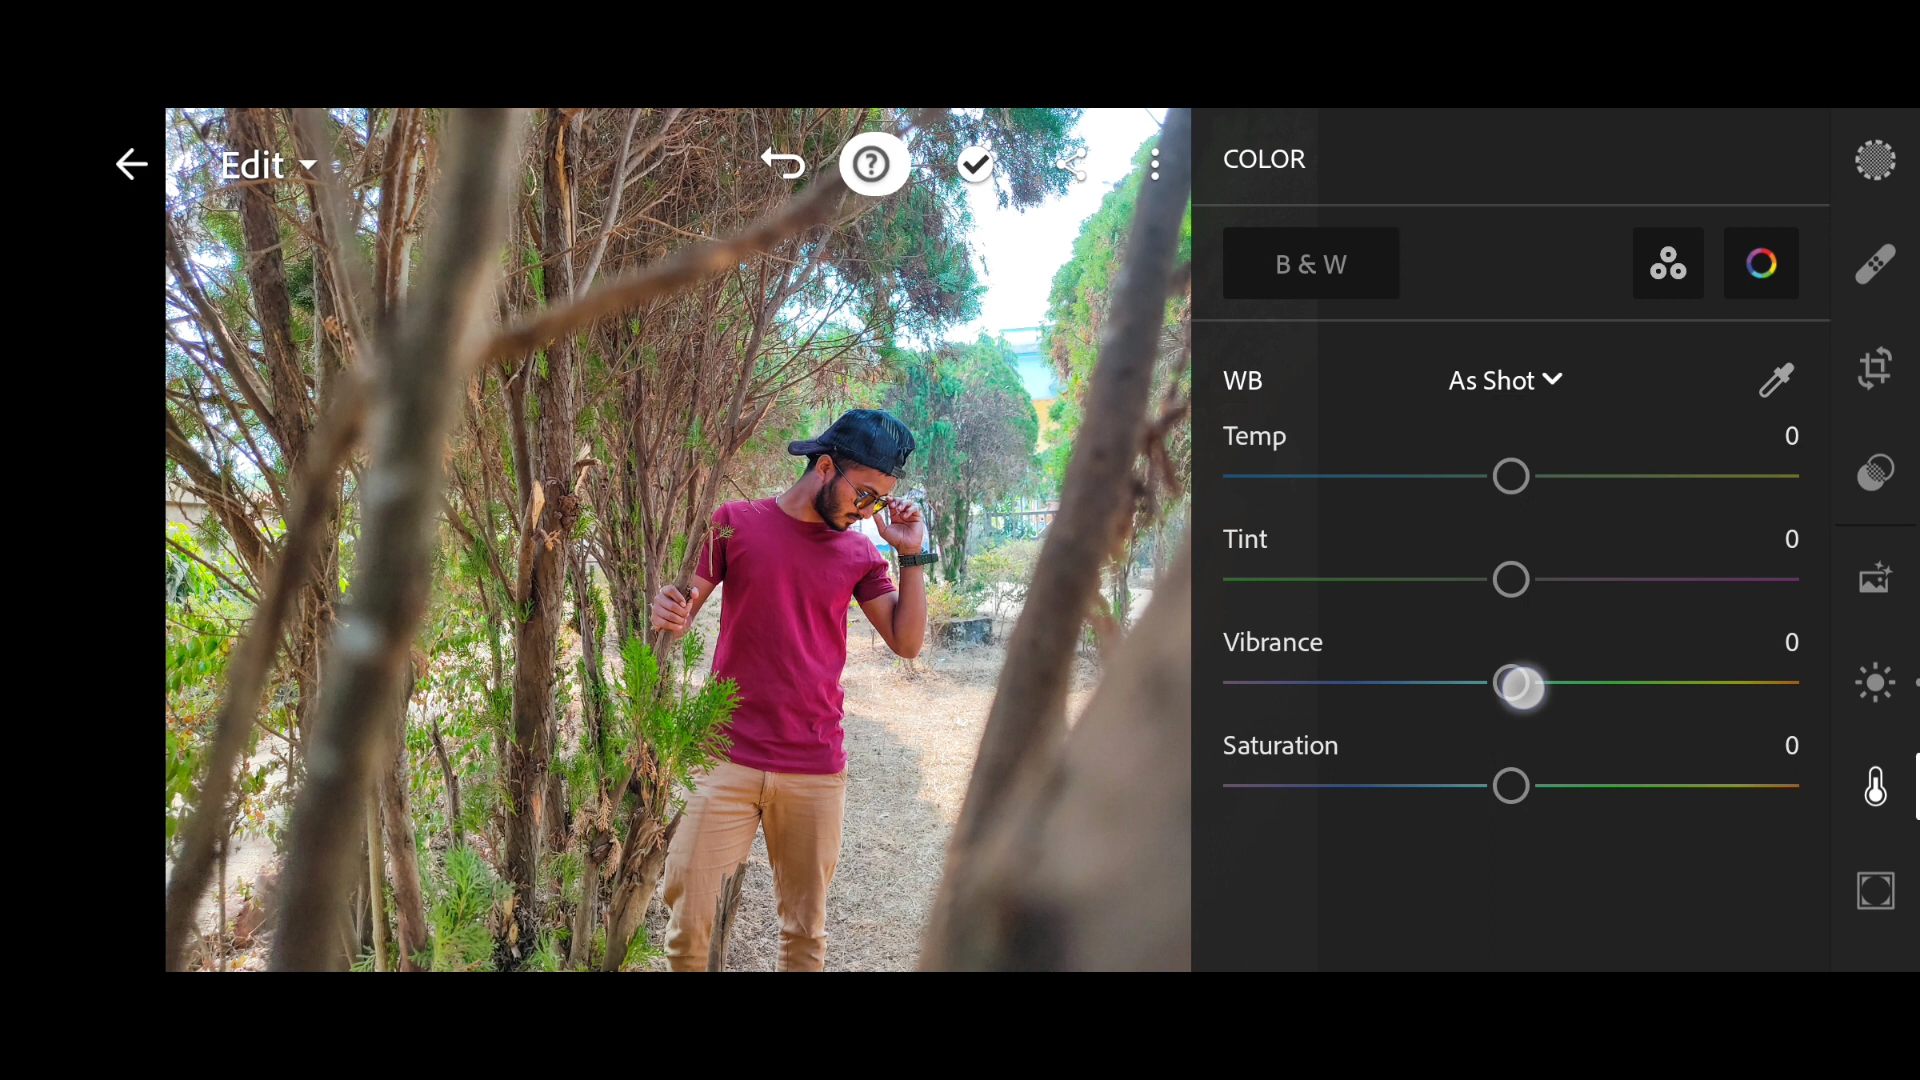 Edit
COLOR
B & W
WB As Shot
Temp 0
Tint 0
Vibrance 0
Saturation 0